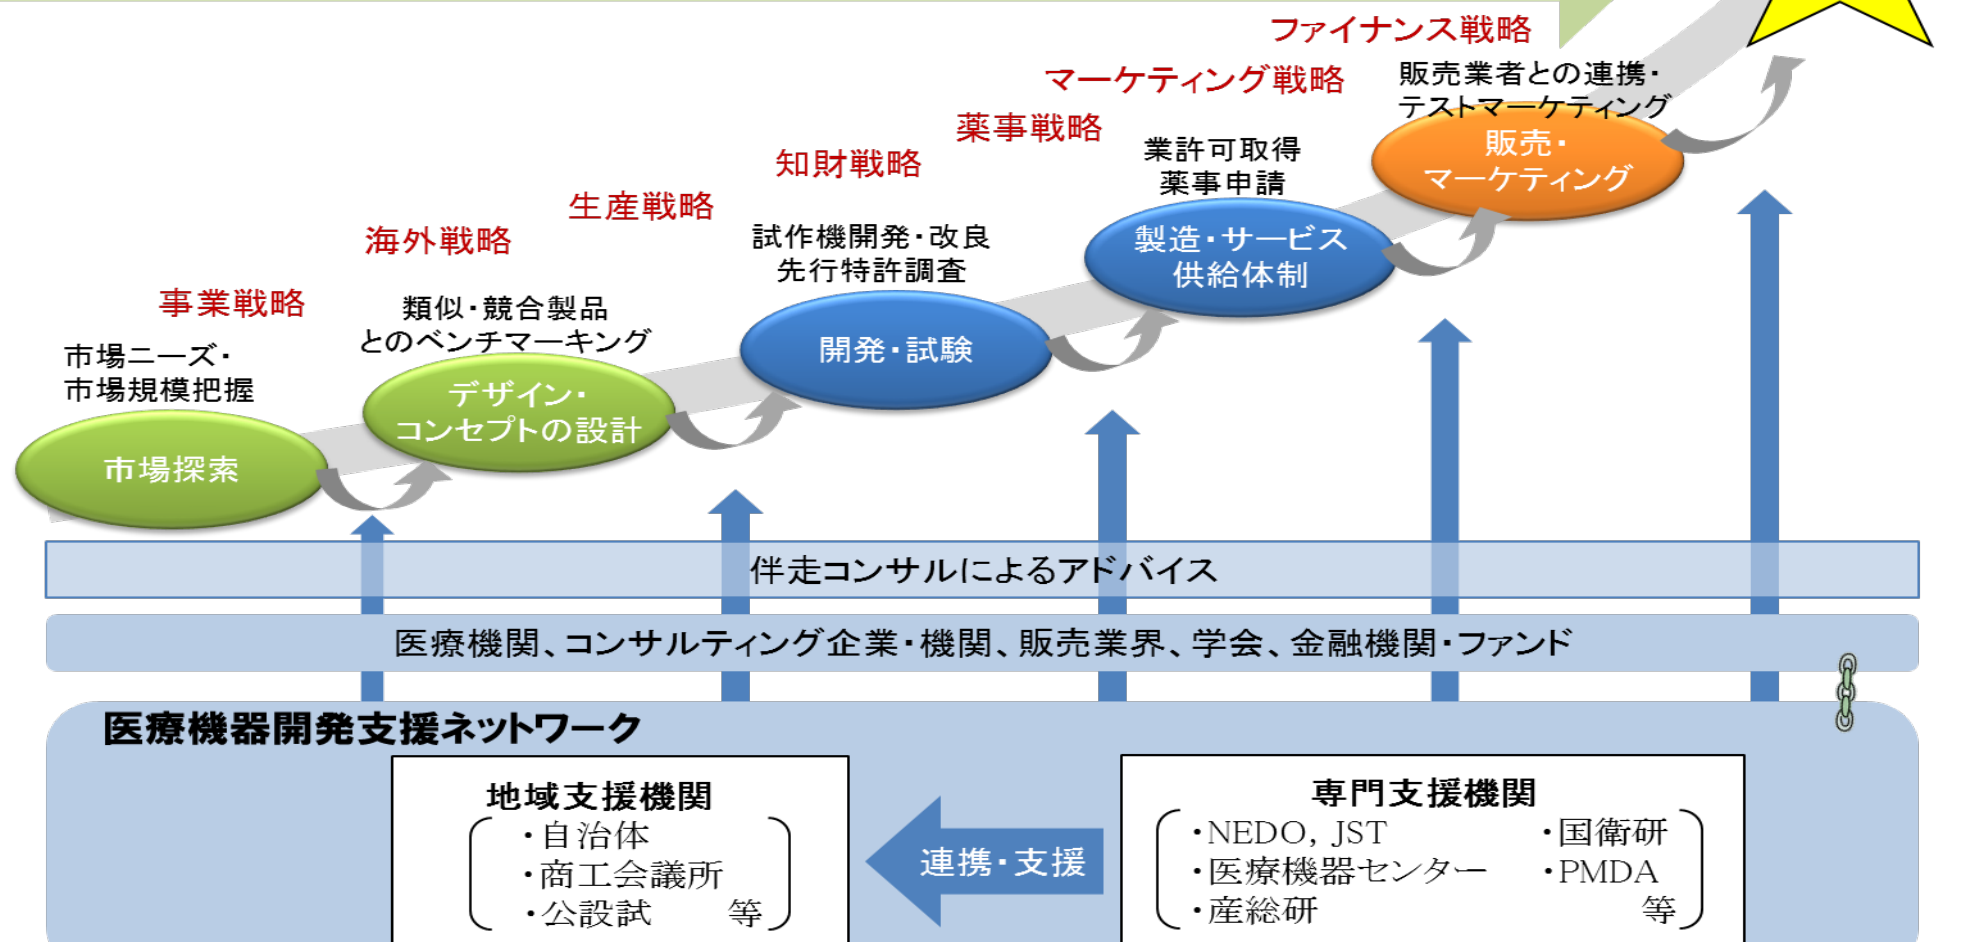 ファイナンス戦略
マーケティング戦略
販売業者との連携・
テストマーケティング
薬事戦略
販売・
マーケティング
業許可取得
薬事申請
知財戦略
生産戦略
製造・サービス
供給体制
海外戦略
試作機開発・改良
先行特許調査
事業戦略
類似・競合製品
とのベンチマーキング
開発・試験
市場ニーズ・
市場規模把握
デザイン・
コンセプトの設計
市場探索
伴走コンサルによるアドバイス
医療機関、コンサルティング企業・機関、販売業界、学会、金融機関・ファンド
医療機器開発支援ネットワーク
地域支援機関
・自治体
・商工会議所
・公設試 等
連携・支援
専門支援機関
・NEDO, JST ・国衛研
・医療機器センター ・PMDA
・産総研 等